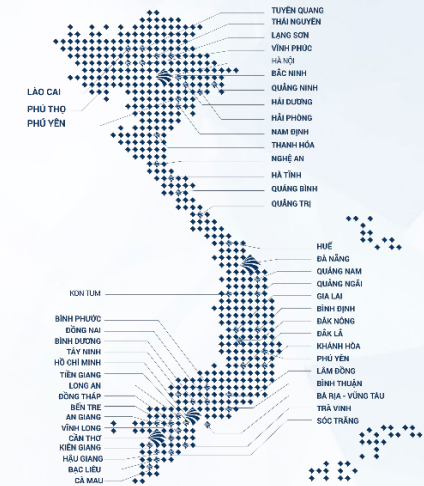 TUYÊN QUANG
THÁI NGUYÊN
LẠNG SƠN
VĨNH PHÚC
HÀ NỘI
BẮC NINH
QUẢNG NINH
HẢI DƯƠNG
HẢI PHÒNG
NAM ĐỊNH
THANH HÓA
NGHỆ AN
HÀ TĨNH
QUẢNG BÌNH
QUẢNG TRỊ
LÀO CAI
PHÚ THỌ
PHÚ YÊN
HUẾ
ĐÀ NẴNG
QUẢNG NAM
QUẢNG NGÃI
GIA LAI
BÌNH ĐỊNH
ĐĂK NÔNG
ĐĂK LĂ
KHÁNH HÒA
PHÚ YÊN
LÂM ĐỒNG
BÌNH THUẬN
BÀ RỊA - VŨNG TÀU
TRÀ VINH
SÓC TRĂNG
KON TUM
BÌNH PHƯỚC
ĐỒNG NAI
BÌNH DƯƠNG
TÂY NINH
HỒ CHÍ MINH
TIỀN GIANG
LONG AN
ĐỒNG THÁP
BẾN TRE
AN GIANG
VĨNH LONG
CẦN THƠ
KIÊN GIANG
HẬU GIANG
BẠC LIÊU
CÀ MAU